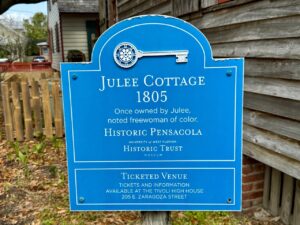 JULEE COTTAGE
1805
Once owned by Julee,
noted freewoman of color.
HISTORIC PENSACOLA
UNIVERSITY OF WEST FLORIDA
HISTORIC TRUST
TICKETED VENUE
TICKETS AND INFORMATION
AVAILABLE AT THE TIVOLI HIGH HOUSE
205 E. ZARAGOZA STREET